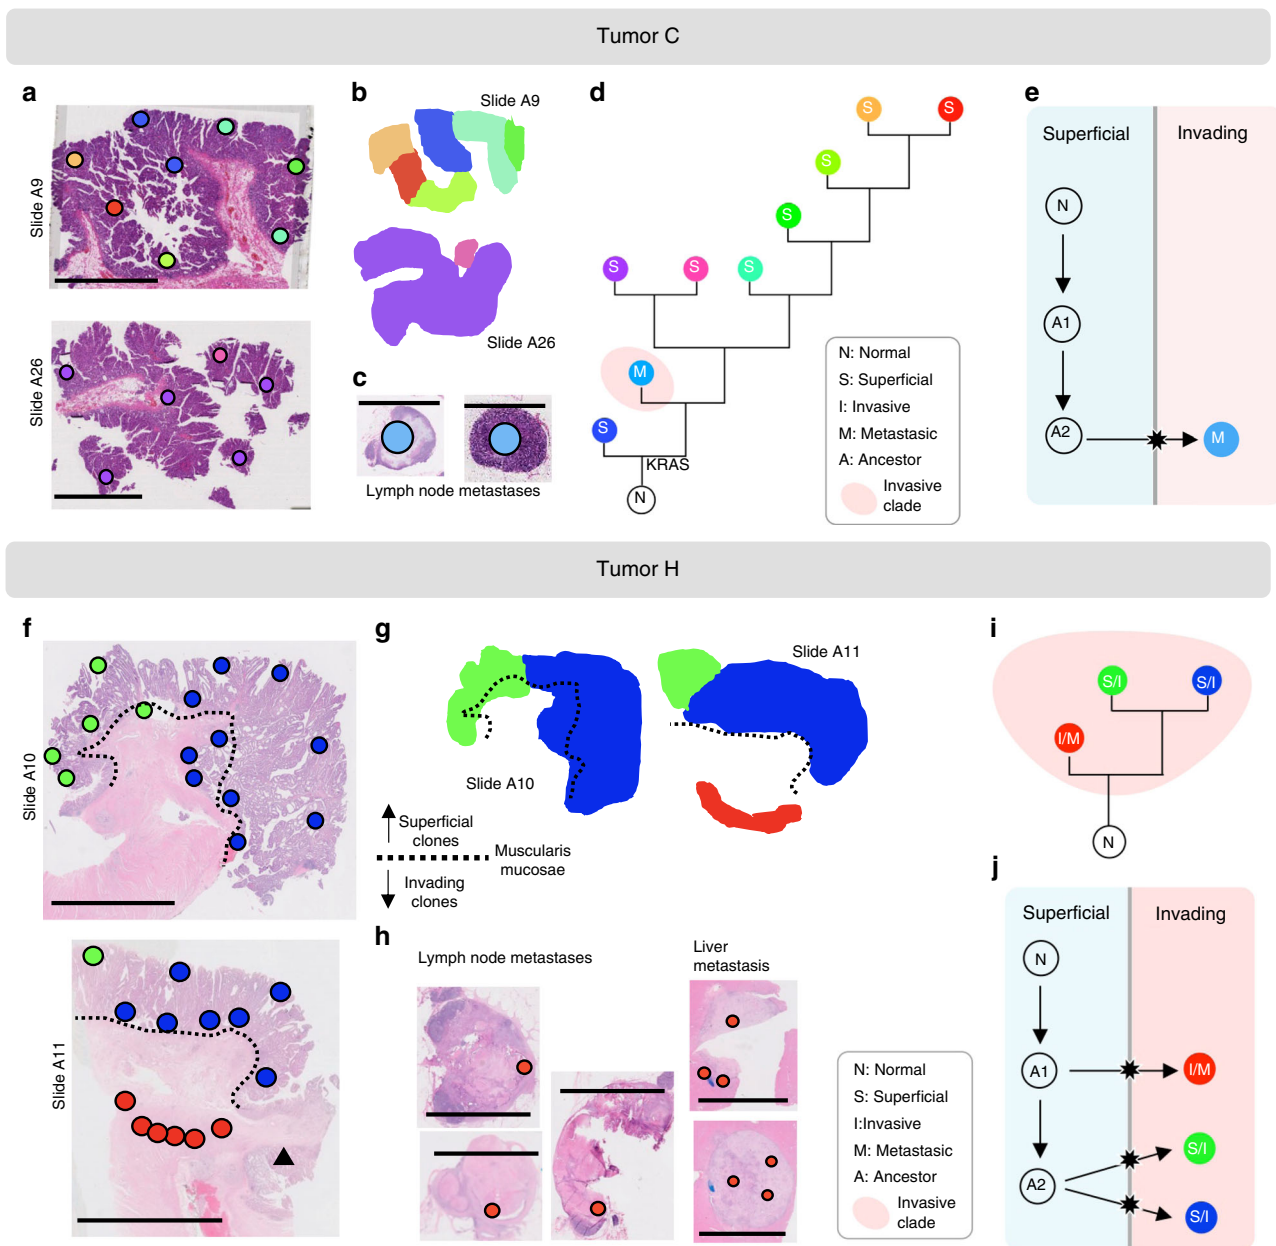 Tumor C
a
Slide A9
Slide A26
b
Slide A9
Slide A26
c
Lymph node metastases
d
S
S
S
S
S
S
S
M
S
KRAS
N
N: Normal
S: Superficial
I: Invasive
M: Metastasic
A: Ancestor
Invasive
clade
e
Superficial
Invading
N
A1
A2
M
Tumor H
f
Slide A10
Slide A11
g
Slide A11
Slide A10
Superficial
clones
Muscularis
mucosae
Invading
clones
h
Lymph node metastases
Liver
metastasis
N: Normal
S: Superficial
I:Invasive
M: Metastasic
A: Ancestor
Invasive
clade
i
S/I
S/I
I/M
N
j
Superficial
Invading
N
A1
I/M
S/I
A2
S/I